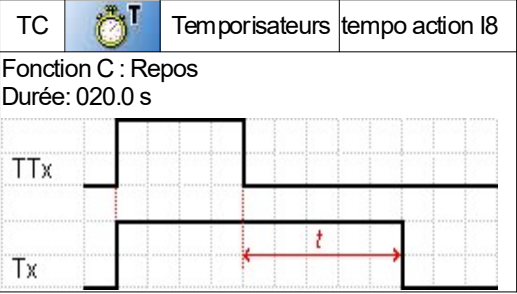 TC T Temporisateurs tempo action I8
Fonction C : Repos
Durée: 020.0 s
TTx
t
Tx